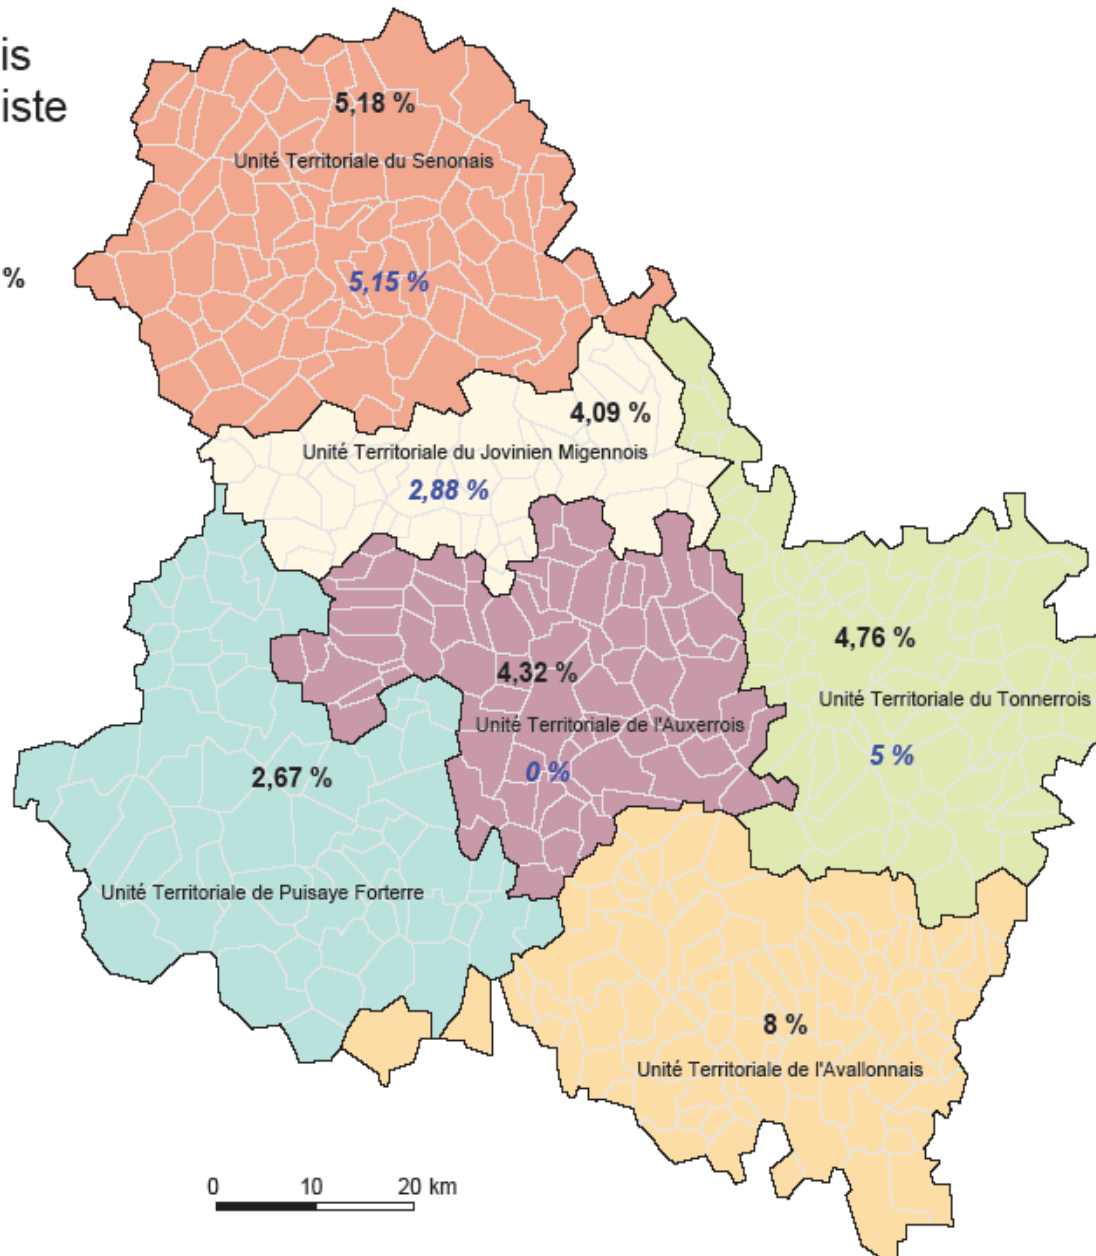 is
iste
5,18 %
Unité Territoriale du Senonais
%
5,15 %
4,09 %
Unité Territoriale du Jovinien Migennois
2,88 %
4,76 %
4,32 %
Unité Territoriale du Tonnerrois
Unité Territoriale de l'Auxerrois
5 %
0 %
2,67 %
Unité Territoriale de Puisaye Forterre
8 %
Unité Territoriale de l'Avallonnais
0 10 20 km